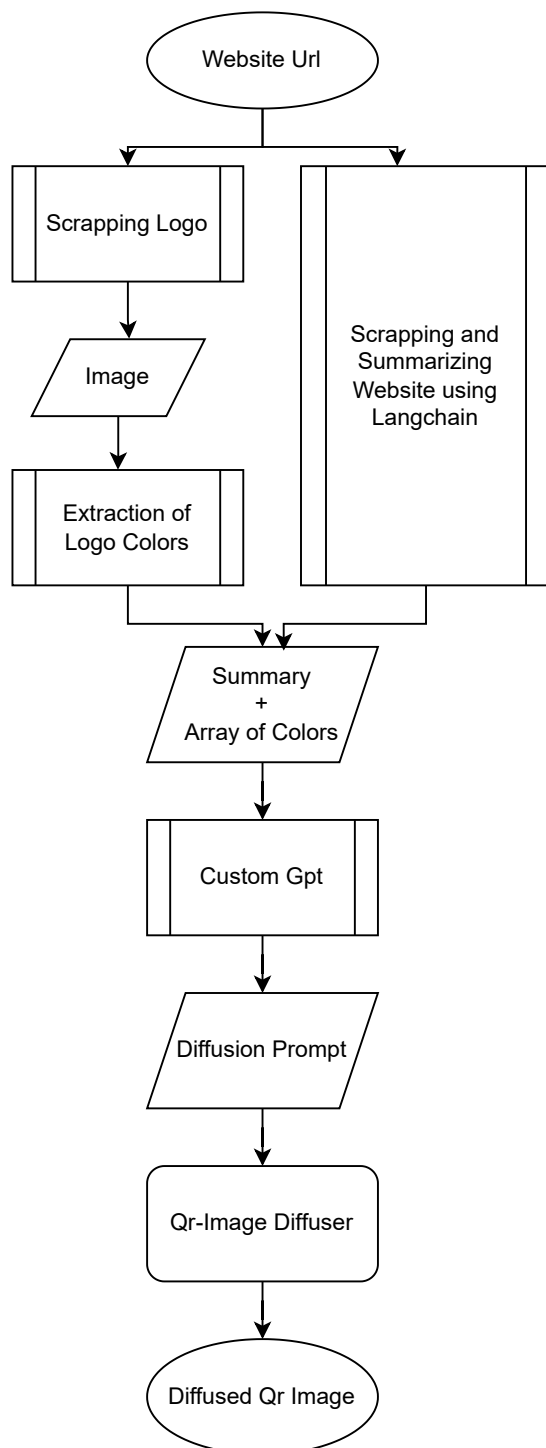 Website Url
Scrapping Logo
Image
Extraction of
Logo Colors
Scrapping and
Summarizing
Website using
Langchain
Summary
+
Array of Colors
Custom Gpt
Diffusion Prompt
Qr-Image Diffuser
Diffused Qr Image